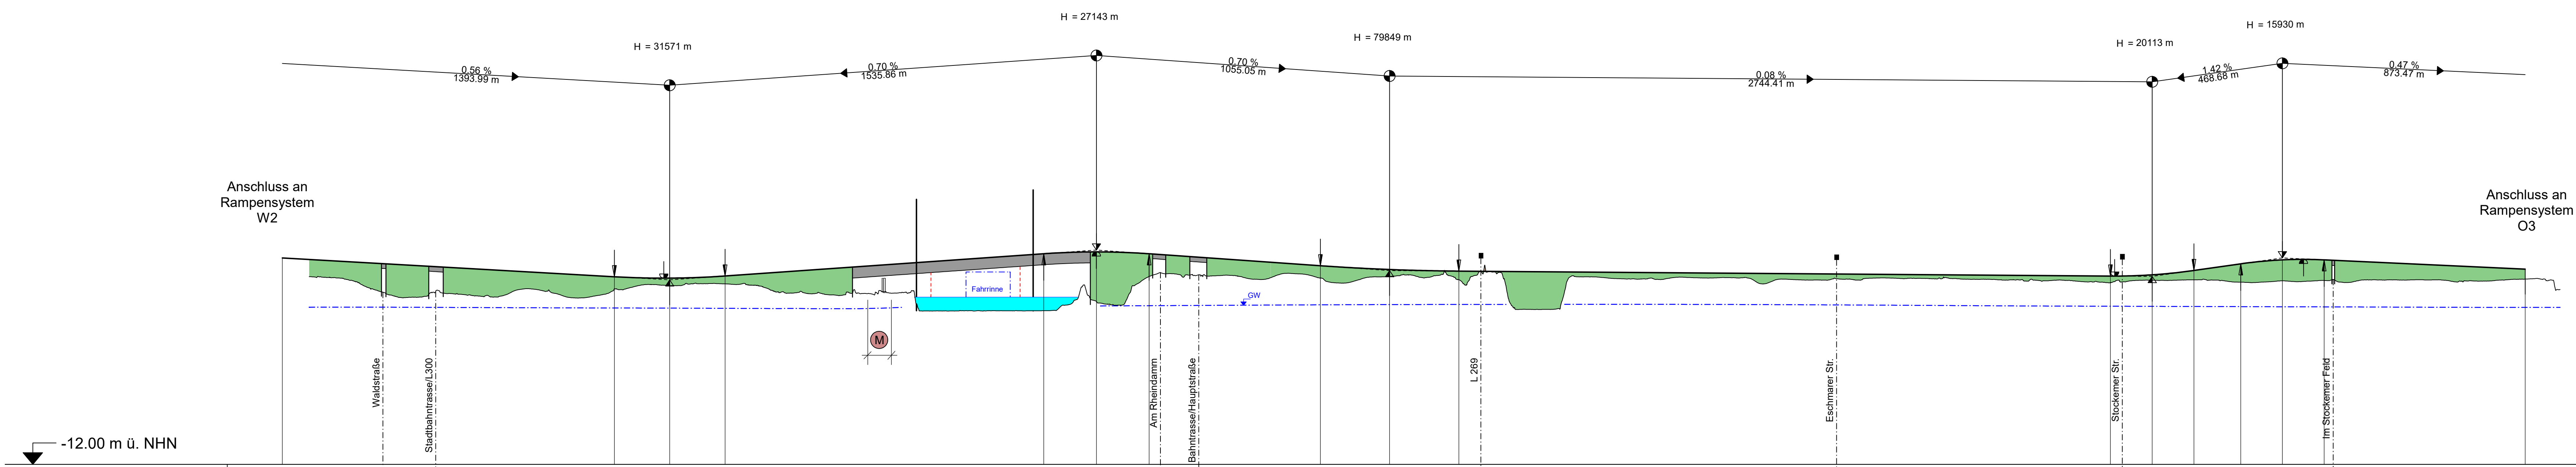 H = 27143 m
H = 15930 m
H = 79849 m
H = 20113 m
H = 31571 m
0.56 %
1393.99 m
0.70 %
1535.86 m
0.70 %
1055.05 m
0.08 %
2744.41 m
1.42 %
468.68 m
0.47 %
873.47 m
Anschluss an
Rampensystem
W2
Anschluss an
Rampensystem
O3
Fahrrinne
GW
M
Waldstraße
Stadtbahntrasse/L300
Am Rheindamm
Bahntrasse/Hauptstraße
L 269
Eschmarer Str.
Stockemer Str.
Im Stockemer Feld
-12.00 m ü. NHN